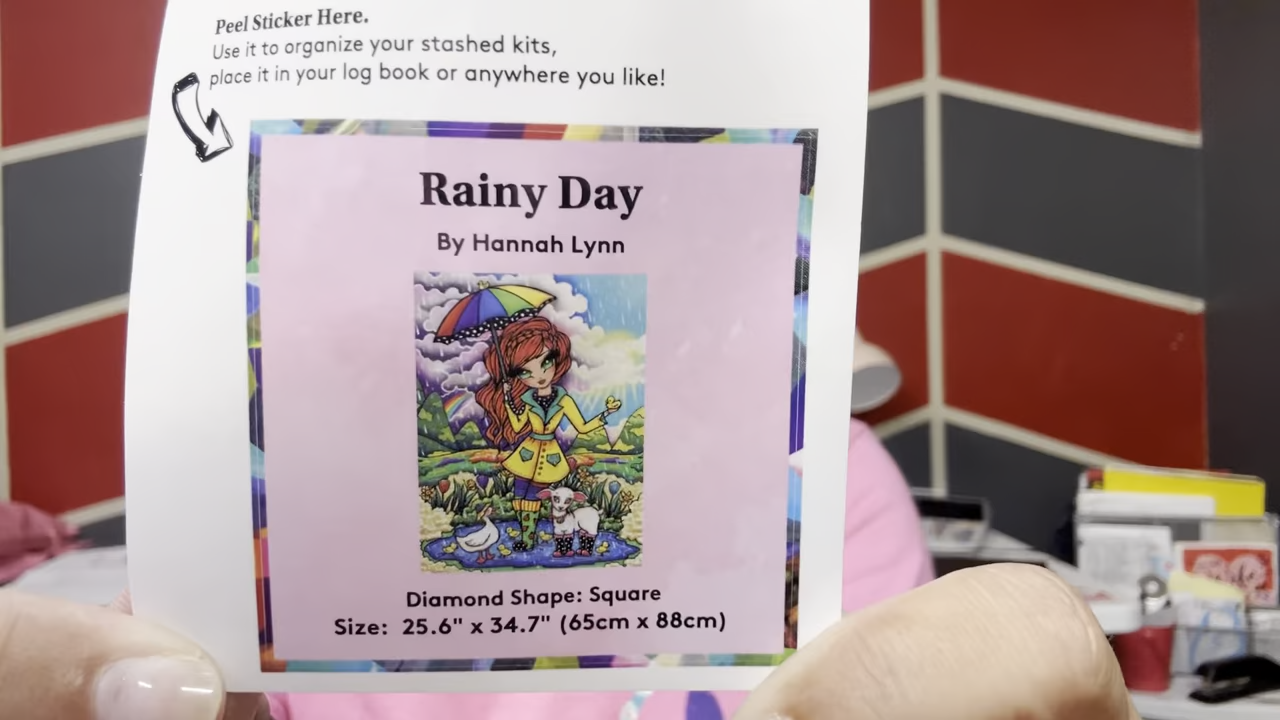 Peel Sticker Here.
Use it to organize your stashed kits,
place it in your log book or anywhere you like!
Rainy Day
By Hannah Lynn
Diamond Shape: Square
Size: 25.6" x 34.7" (65cm x 88cm)